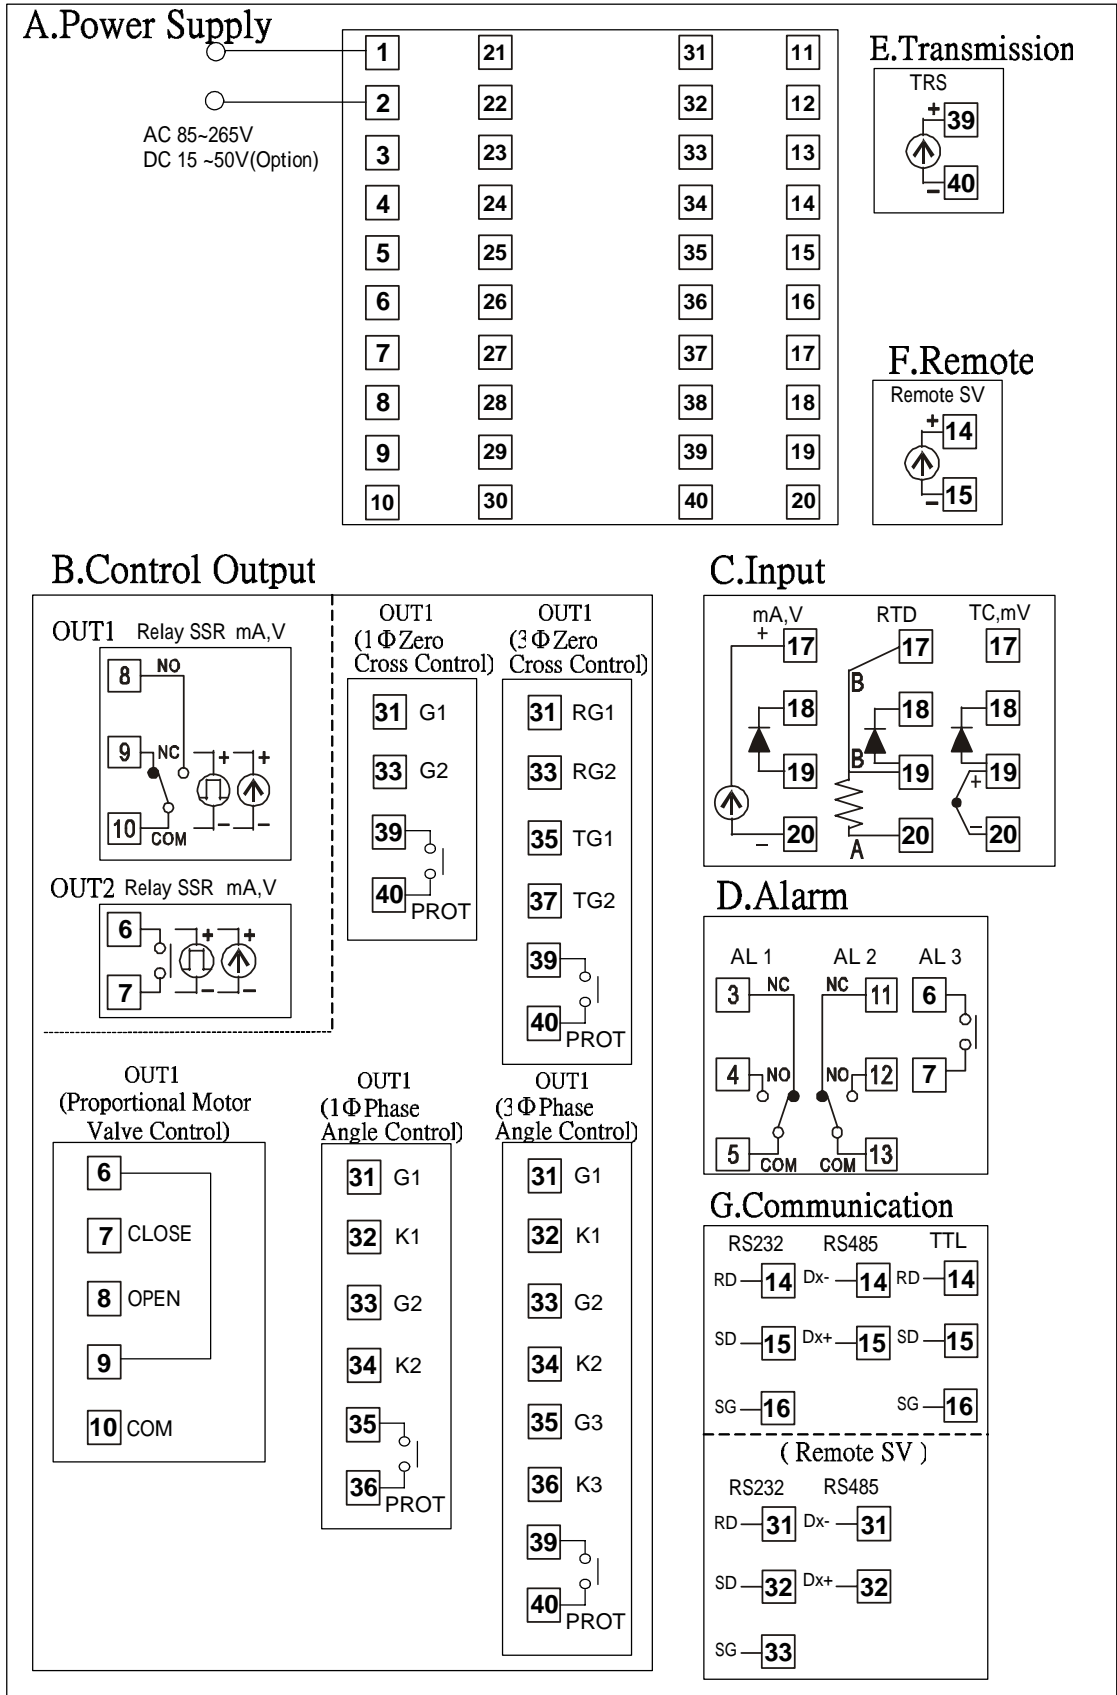 A.Power Supply
AC 85~265V
DC 15 ~50V(Option)
1 21 31 11
2 22 32 12
3 23 33 13
4 24 34 14
5 25 35 15
6 26 36 16
7 27 37 17
8 28 38 18
9 29 39 19
10 30 40 20
E.Transmission
TRS
+ 39
− 40
F.Remote
Remote SV
+ 14
− 15
B.Control Output
OUT1 Relay SSR mA,V
8 NO
9 NC + +
10 COM − −
OUT2 Relay SSR mA,V
6 + +
7 − −
OUT1
(1Φ Zero
Cross Control)
31 G1
33 G2
39
40 PROT
OUT1
(3Φ Zero
Cross Control)
31 RG1
33 RG2
35 TG1
37 TG2
39
40 PROT
OUT1
(Proportional Motor
Valve Control)
6
7 CLOSE
8 OPEN
9
10 COM
OUT1
(1Φ Phase
Angle Control)
31 G1
32 K1
33 G2
34 K2
35
36 PROT
OUT1
(3Φ Phase
Angle Control)
31 G1
32 K1
33 G2
34 K2
35 G3
36 K3
39
40 PROT
C.Input
mA,V RTD TC,mV
+ 17 17 17
B
18 18 18
19 B 19 + 19
− 20 A 20 − 20
D.Alarm
AL 1 AL 2 AL 3
3 NC NC 11 6
4 NO NO 12 7
5 COM COM 13
G.Communication
RS232 RS485 TTL
RD 14 Dx- 14 RD 14
SD 15 Dx+ 15 SD 15
SG 16 SG 16
( Remote SV )
RS232 RS485
RD 31 Dx- 31
SD 32 Dx+ 32
SG 33